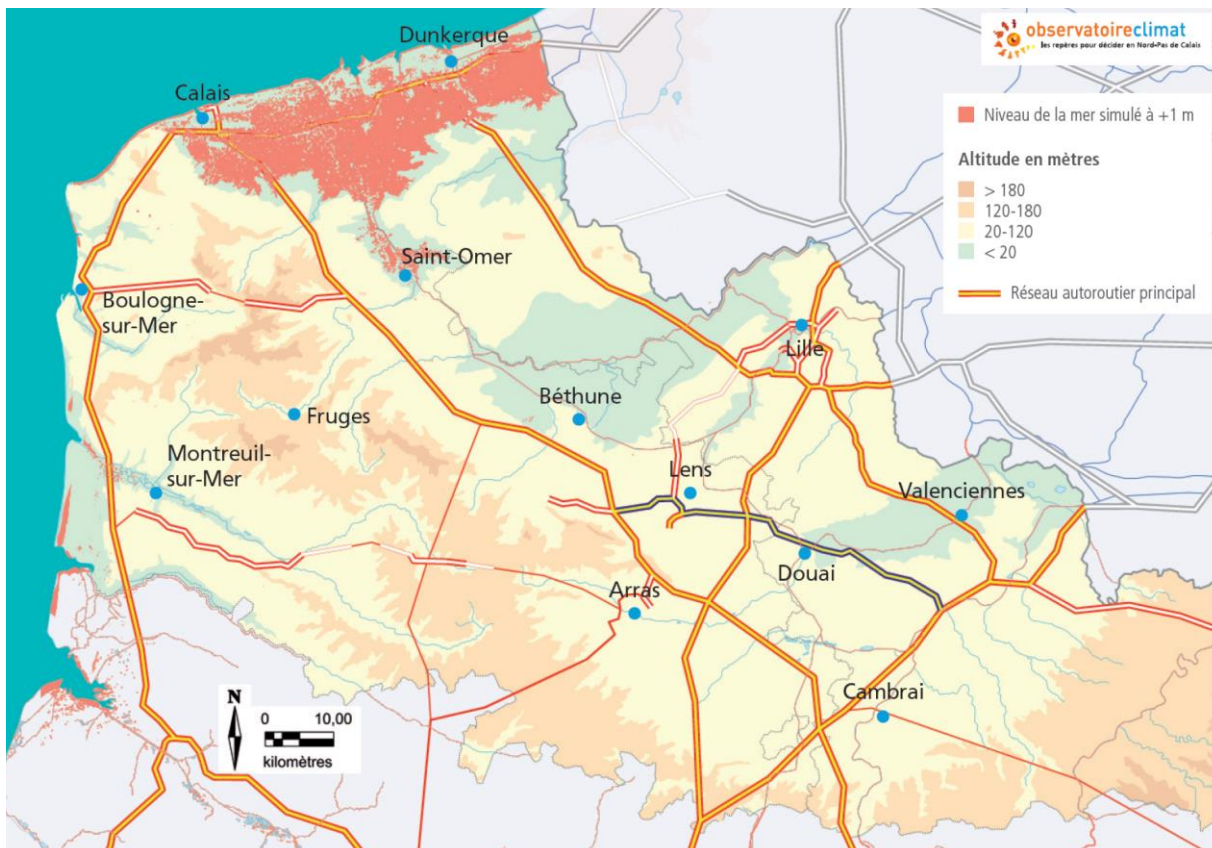 observatoireclimat
les repères pour décider en Nord-Pas de Calais
Dunkerque
Calais
Niveau de la mer simulé à +1 m
Altitude en mètres
> 180
120-180
20-120
< 20
Réseau autoroutier principal
Saint-Omer
Boulogne-
sur-Mer
Lille
Béthune
Fruges
Montreuil-
sur-Mer
Lens
Valenciennes
Douai
Arras
Cambrai
N
0 10,00
kilomètres